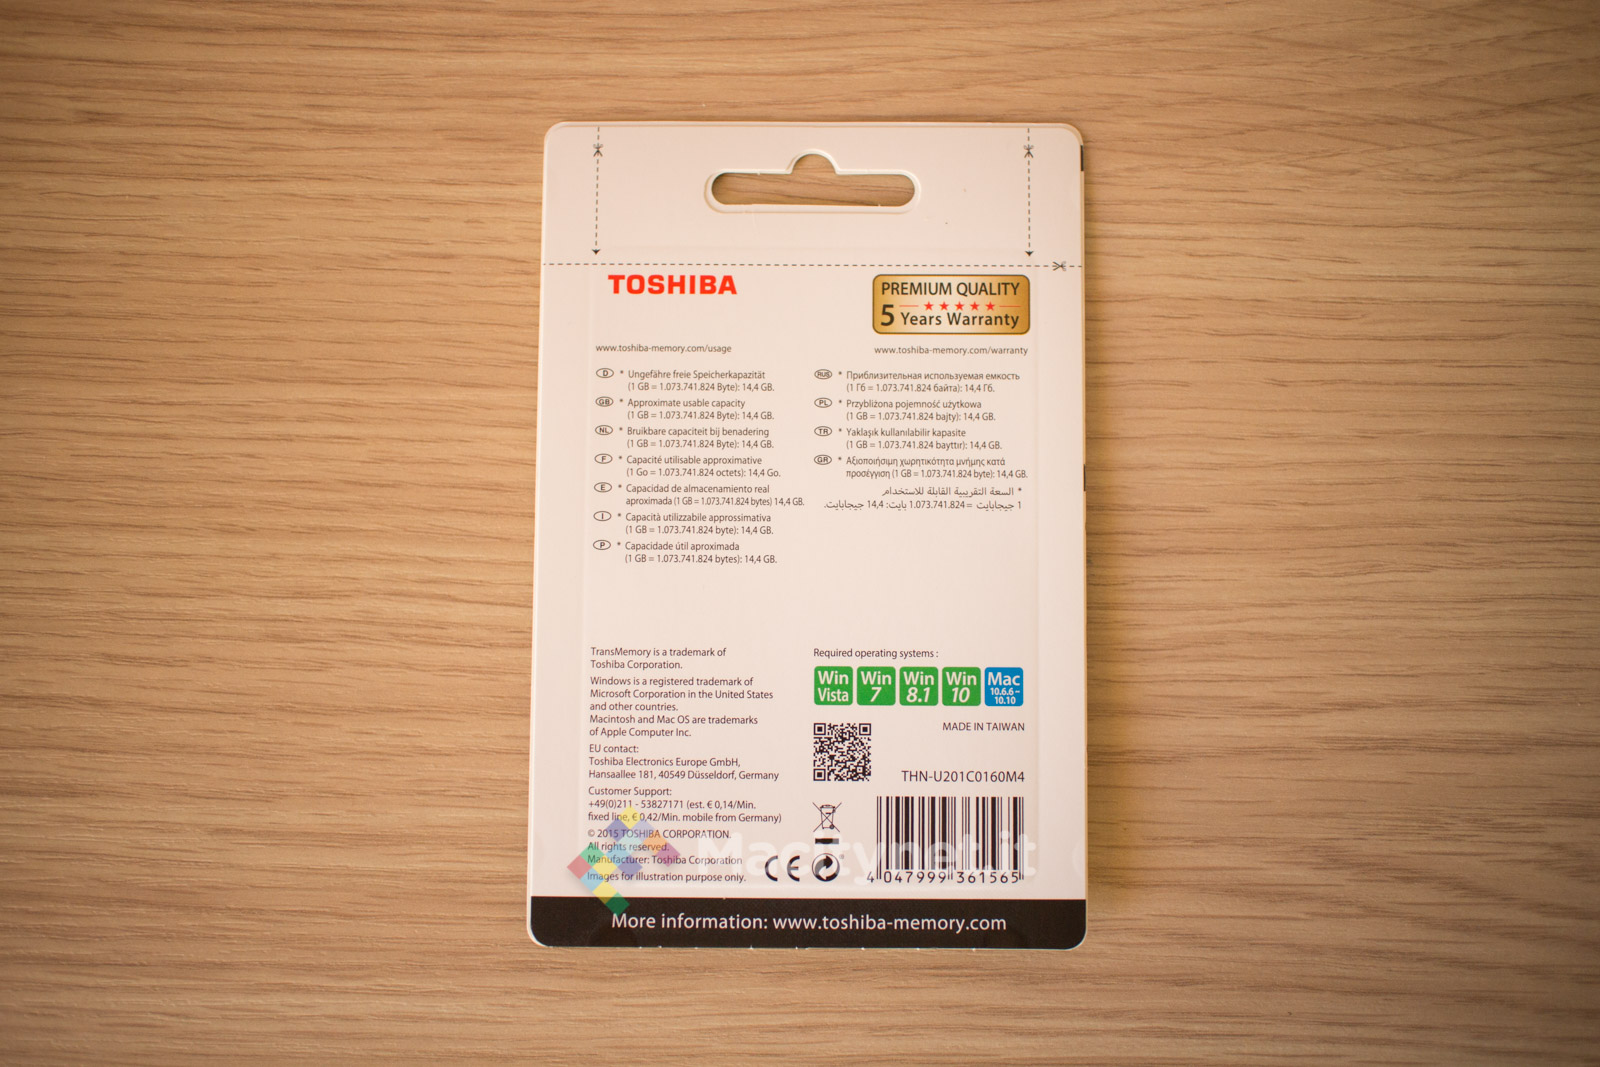 TOSHIBA
PREMIUM QUALITY
5 Years Warranty
www.toshiba-memory.com/usage
www.toshiba-memory.com/warranty
D * Ungefähre freie Speicherkapazität
(1 GB = 1.073.741.824 Byte): 14,4 GB.
GB * Approximate usable capacity
(1 GB = 1.073.741.824 Byte): 14,4 GB.
NL * Bruikbare capaciteit bij benadering
(1 GB = 1.073.741.824 Byte): 14,4 GB.
F * Capacité utilisable approximative
(1 Go = 1.073.741.824 octets): 14,4 Go.
E * Capacidad de almacenamiento real
aproximada (1 GB = 1.073.741.824 bytes) 14,4 GB.
I * Capacità utilizzabile approssimativa
(1 GB = 1.073.741.824 byte): 14,4 GB.
P * Capacidade útil aproximada
(1 GB = 1.073.741.824 bytes): 14,4 GB.
RUS * Приблизительная используемая емкость
(1 Гб = 1.073.741.824 байта): 14,4 Гб.
PL * Przybliżona pojemność użytkowa
(1 GB = 1.073.741.824 bajty): 14,4 GB.
TR * Yaklaşık kullanılabilir kapasite
(1 GB = 1.073.741.824 bayttır): 14,4 GB.
GR * Αξιοποιήσιμη χωρητικότητα μνήμης κατά
προσέγγιση (1 GB = 1.073.741.824 byte): 14,4 GB.
* السعة التقريبية القابلة للاستخدام
1 جيجابايت = 1.073.741.824 بايت: 14,4 جيجابايت.
TransMemory is a trademark of
Toshiba Corporation.
Windows is a registered trademark of
Microsoft Corporation in the United States
and other countries.
Macintosh and Mac OS are trademarks
of Apple Computer Inc.
EU contact:
Toshiba Electronics Europe GmbH,
Hansaallee 181, 40549 Düsseldorf, Germany
Customer Support:
+49(0)211 - 53827171 (est. € 0,14/Min.
fixed line, € 0,42/Min. mobile from Germany)
© 2015 TOSHIBA CORPORATION.
All rights reserved.
Manufacturer: Toshiba Corporation
Images for illustration purpose only.
Required operating systems :
Win Vista
Win 7
Win 8.1
Win 10
Mac 10.6.6 – 10.10
MADE IN TAIWAN
THN-U201C0160M4
CE
4 047999 361565
Macitynet.it
More information: www.toshiba-memory.com